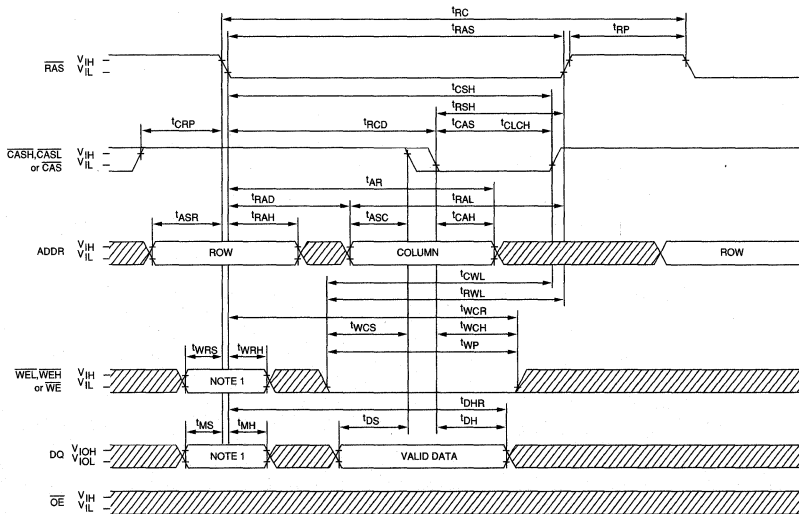 tRC
tRAS
tRP
RAS VIH
VIL
tCSH
tRSH
tCRP tRCD tCAS tCLCH
CASH,CASL VIH
or CAS VIL
tAR
tRAD tRAL
tASR tRAH tASC tCAH
ADDR VIH
VIL
ROW COLUMN ROW
tCWL
tRWL
tWCR
tWCS tWCH
tWP
tWRS tWRH
WEL,WEH VIH
or WE VIL
NOTE 1
tDHR
tMS tMH tDS tDH
DQ VIOH
VIOL
NOTE 1 VALID DATA
OE VIH
VIL